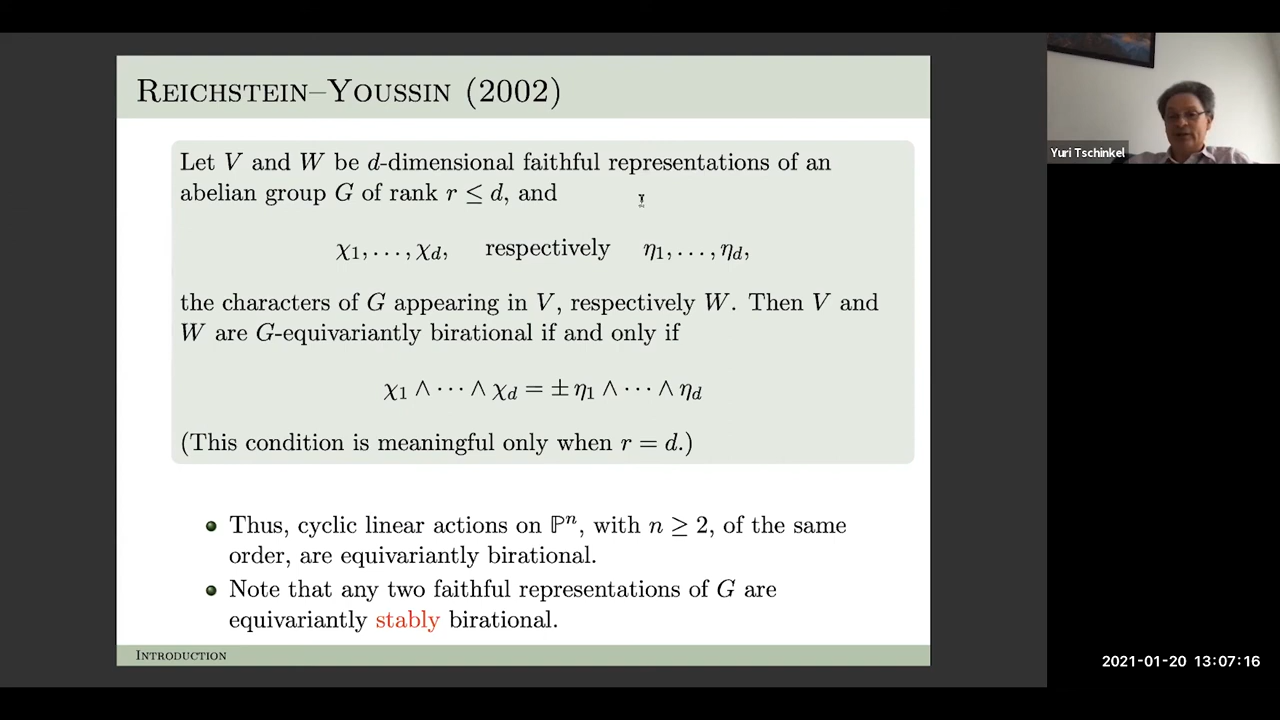 Reichstein–Youssin (2002)
Let V and W be d-dimensional faithful representations of an
abelian group G of rank r ≤ d, and
χ₁, …, χ_d, respectively η₁, …, η_d,
the characters of G appearing in V, respectively W. Then V and
W are G-equivariantly birational if and only if
χ₁ ∧ ⋯ ∧ χ_d = ± η₁ ∧ ⋯ ∧ η_d
(This condition is meaningful only when r = d.)
Thus, cyclic linear actions on ℙⁿ, with n ≥ 2, of the same
order, are equivariantly birational.
Note that any two faithful representations of G are
equivariantly stably birational.
Introduction
Yuri Tschinkel
2021-01-20 13:07:16